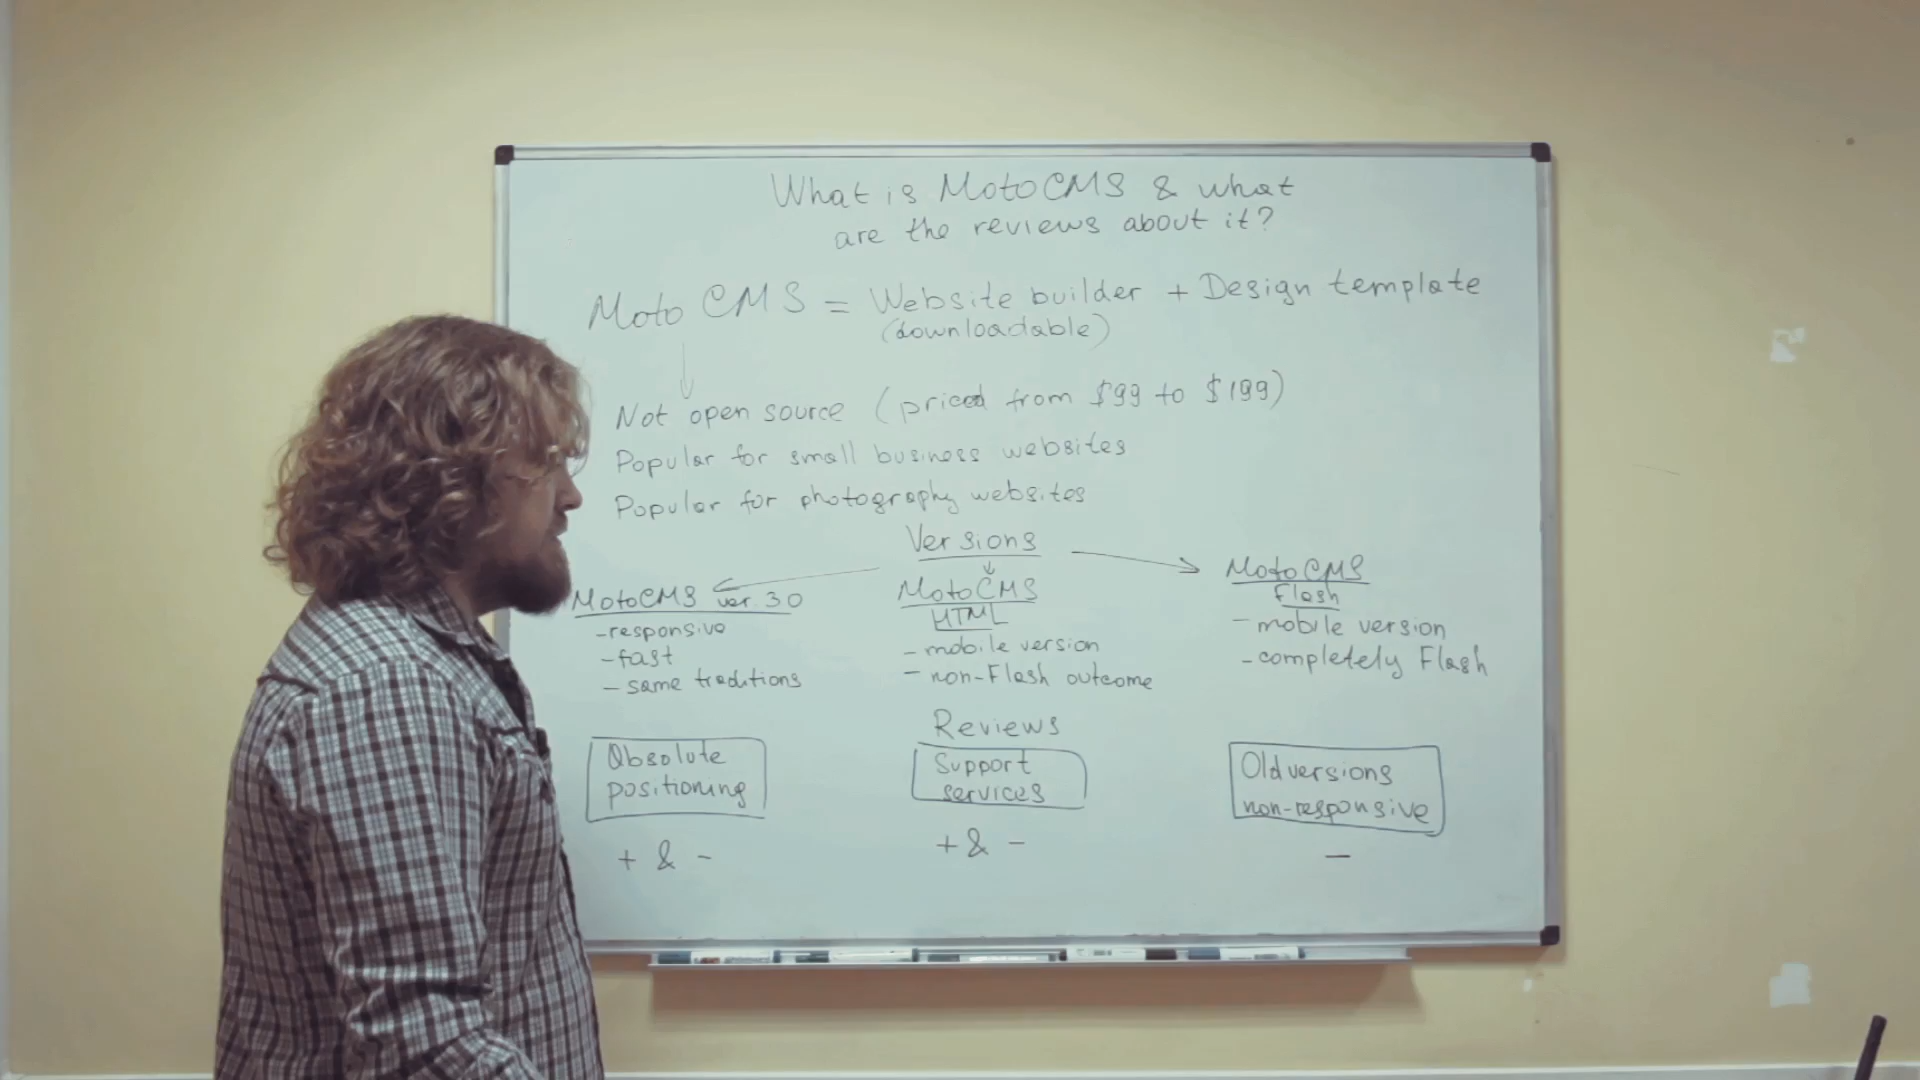 What is MotoCMS & what
are the reviews about it?
Moto CMS = Website builder + Design template
(downloadable)
Not open source (priced from $99 to $199)
Popular for small business websites
Popular for photography websites
Versions
MotoCMS ver. 3.0
- responsive
- fast
- same traditions
MotoCMS
HTML
- mobile version
- non-Flash outcome
MotoCMS
Flash
- mobile version
- completely Flash
Reviews
Absolute
positioning
+ & -
Support
services
+ & -
Old versions
non-responsive
-